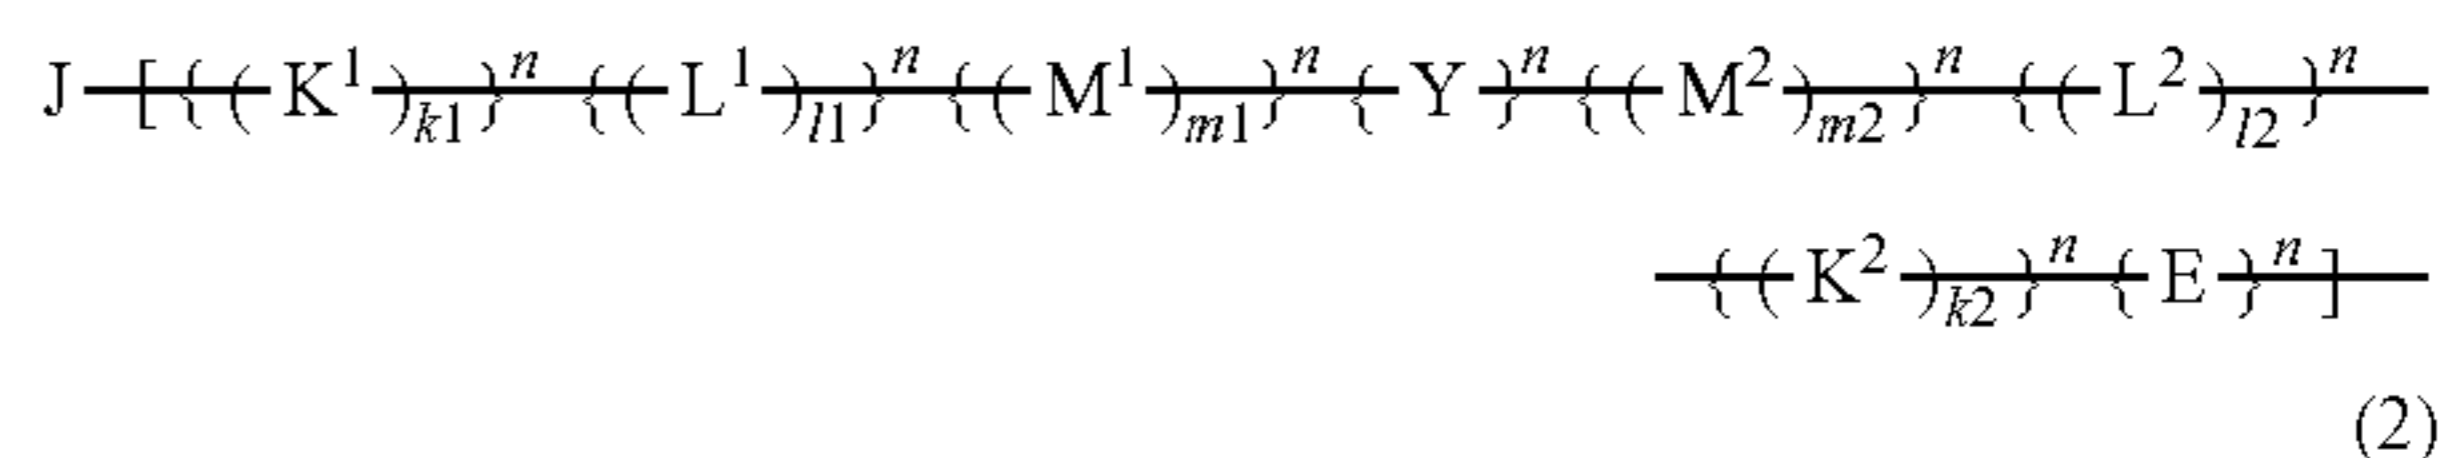 J—[—{—(—K¹—)k1—}ⁿ—{—(—L¹—)l1—}ⁿ—{—(—M¹—)m1—}ⁿ—{—Y—}ⁿ—{—(—M²—)m2—}ⁿ—{—(—L²—)l2—}ⁿ—
—{—(—K²—)k2—}ⁿ—{—E—}ⁿ—]—
(2)